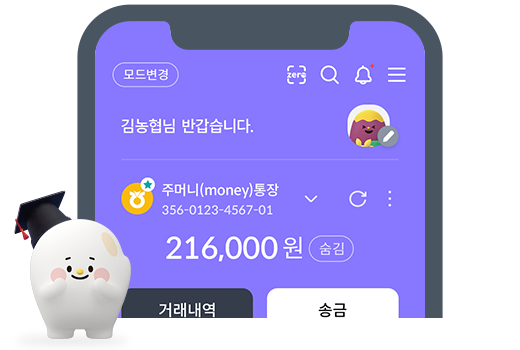 모드변경
zero
김농협님 반갑습니다.
주머니(money)통장
356-0123-4567-01
216,000 원 숨김
거래내역 송금